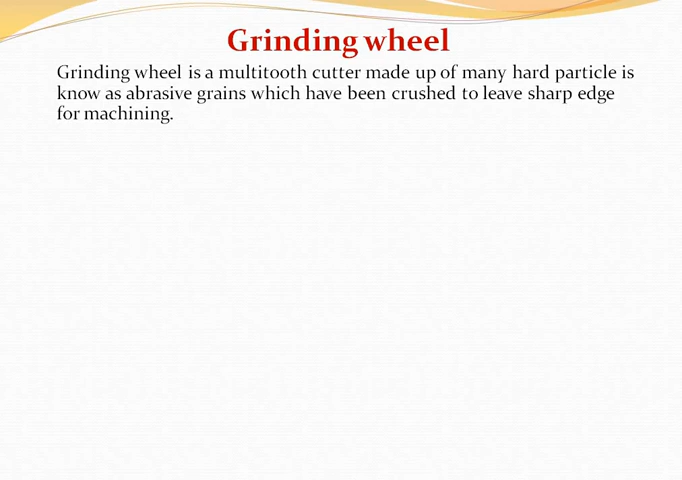 Grinding wheel
Grinding wheel is a multitooth cutter made up of many hard particle is
know as abrasive grains which have been crushed to leave sharp edge
for machining.